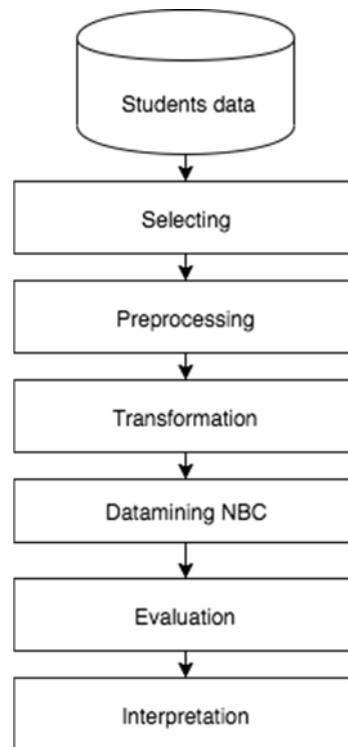 Students data
Selecting
Preprocessing
Transformation
Datamining NBC
Evaluation
Interpretation